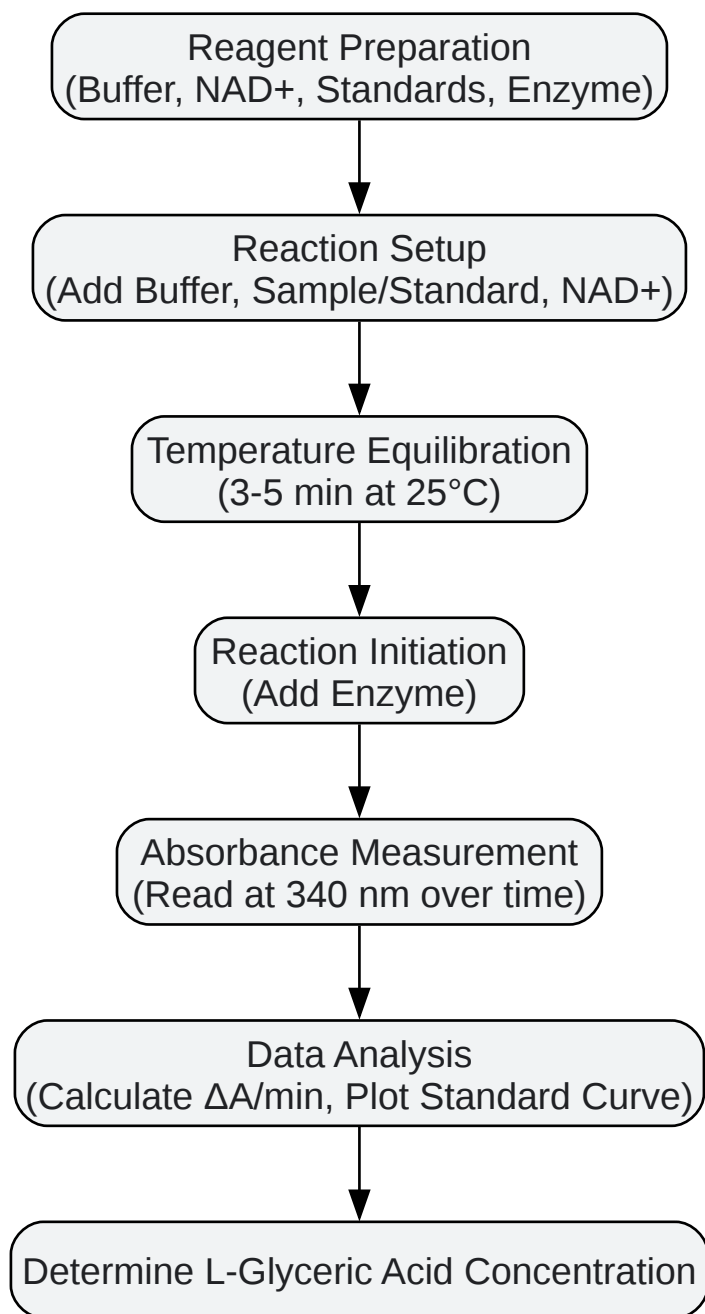 Reagent Preparation
(Buffer, NAD+, Standards, Enzyme)
Reaction Setup
(Add Buffer, Sample/Standard, NAD+)
Temperature Equilibration
(3-5 min at 25°C)
Reaction Initiation
(Add Enzyme)
Absorbance Measurement
(Read at 340 nm over time)
Data Analysis
(Calculate ΔA/min, Plot Standard Curve)
Determine L-Glyceric Acid Concentration